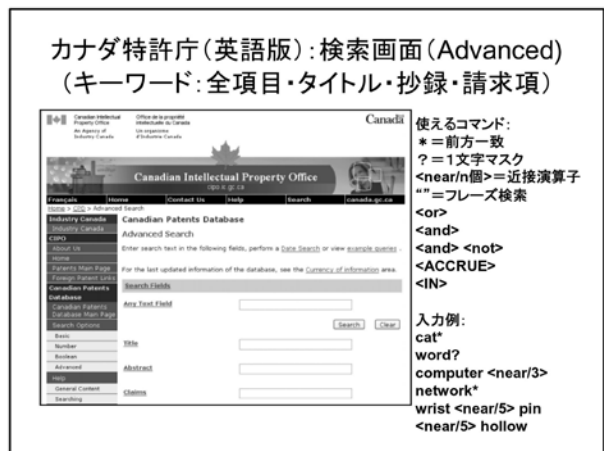 カナダ特許庁(英語版):検索画面(Advanced)
(キーワード:全項目・タイトル・抄録・請求項)
Canadian Intellectual Property Office
An Agency of Industry Canada
Office de la propriété intellectuelle du Canada
Un organisme d'Industrie Canada
Canada
Canadian Intellectual Property Office
cipo.ic.gc.ca
Français Home Contact Us Help Search canada.gc.ca
Home > CIPO > Advanced Search
Industry Canada
Industry Canada
CIPO
About Us
Home
Patents Main Page
Foreign Patent Links
Canadian Patents Database
Canadian Patents Database Main Page
Search Options
Basic
Number
Boolean
Advanced
Help
General Content
Searching
Canadian Patents Database
Advanced Search
Enter search text in the following fields, perform a Date Search or view example queries .
For the last updated information of the database, see the Currency of information area.
Search Fields
Any Text Field
Search Clear
Title
Abstract
Claims
使えるコマンド:
*=前方一致
?=1文字マスク
<near/n個>=近接演算子
“”=フレーズ検索
<or>
<and>
<and> <not>
<ACCRUE>
<IN>
入力例:
cat*
word?
computer <near/3>
network*
wrist <near/5> pin
<near/5> hollow